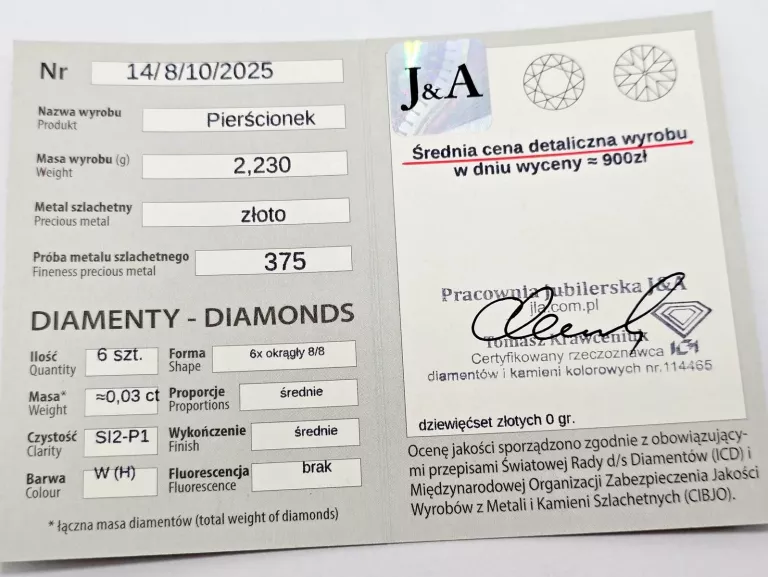 Nr 14/8/10/2025
Nazwa wyrobu Pierścionek
Produkt
Masa wyrobu (g) 2,230
Weight
Metal szlachetny złoto
Precious metal
Próba metalu szlachetnego 375
Fineness precious metal
DIAMENTY - DIAMONDS
Ilość 6 szt. Forma 6x okrągły 8/8
Quantity Shape
Masa* ≈0,03 ct Proporcje średnie
Weight Proportions
Czystość SI2-P1 Wykończenie średnie
Clarity Finish
Barwa W (H) Fluorescencja brak
Colour Fluorescence
* łączna masa diamentów (total weight of diamonds)
J&A
Średnia cena detaliczna wyrobu
w dniu wyceny ≈ 900zł
Pracownia Jubilerska J&A
jla.com.pl
Tomasz Krawceniuk
Certyfikowany rzeczoznawca
diamentów i kamieni kolorowych nr.114465
dziewięćset złotych 0 gr.
Ocenę jakości sporządzono zgodnie z obowiązujący-
mi przepisami Światowej Rady d/s Diamentów (ICD) i
Międzynarodowej Organizacji Zabezpieczenia Jakości
Wyrobów z Metali i Kamieni Szlachetnych (CIBJO).